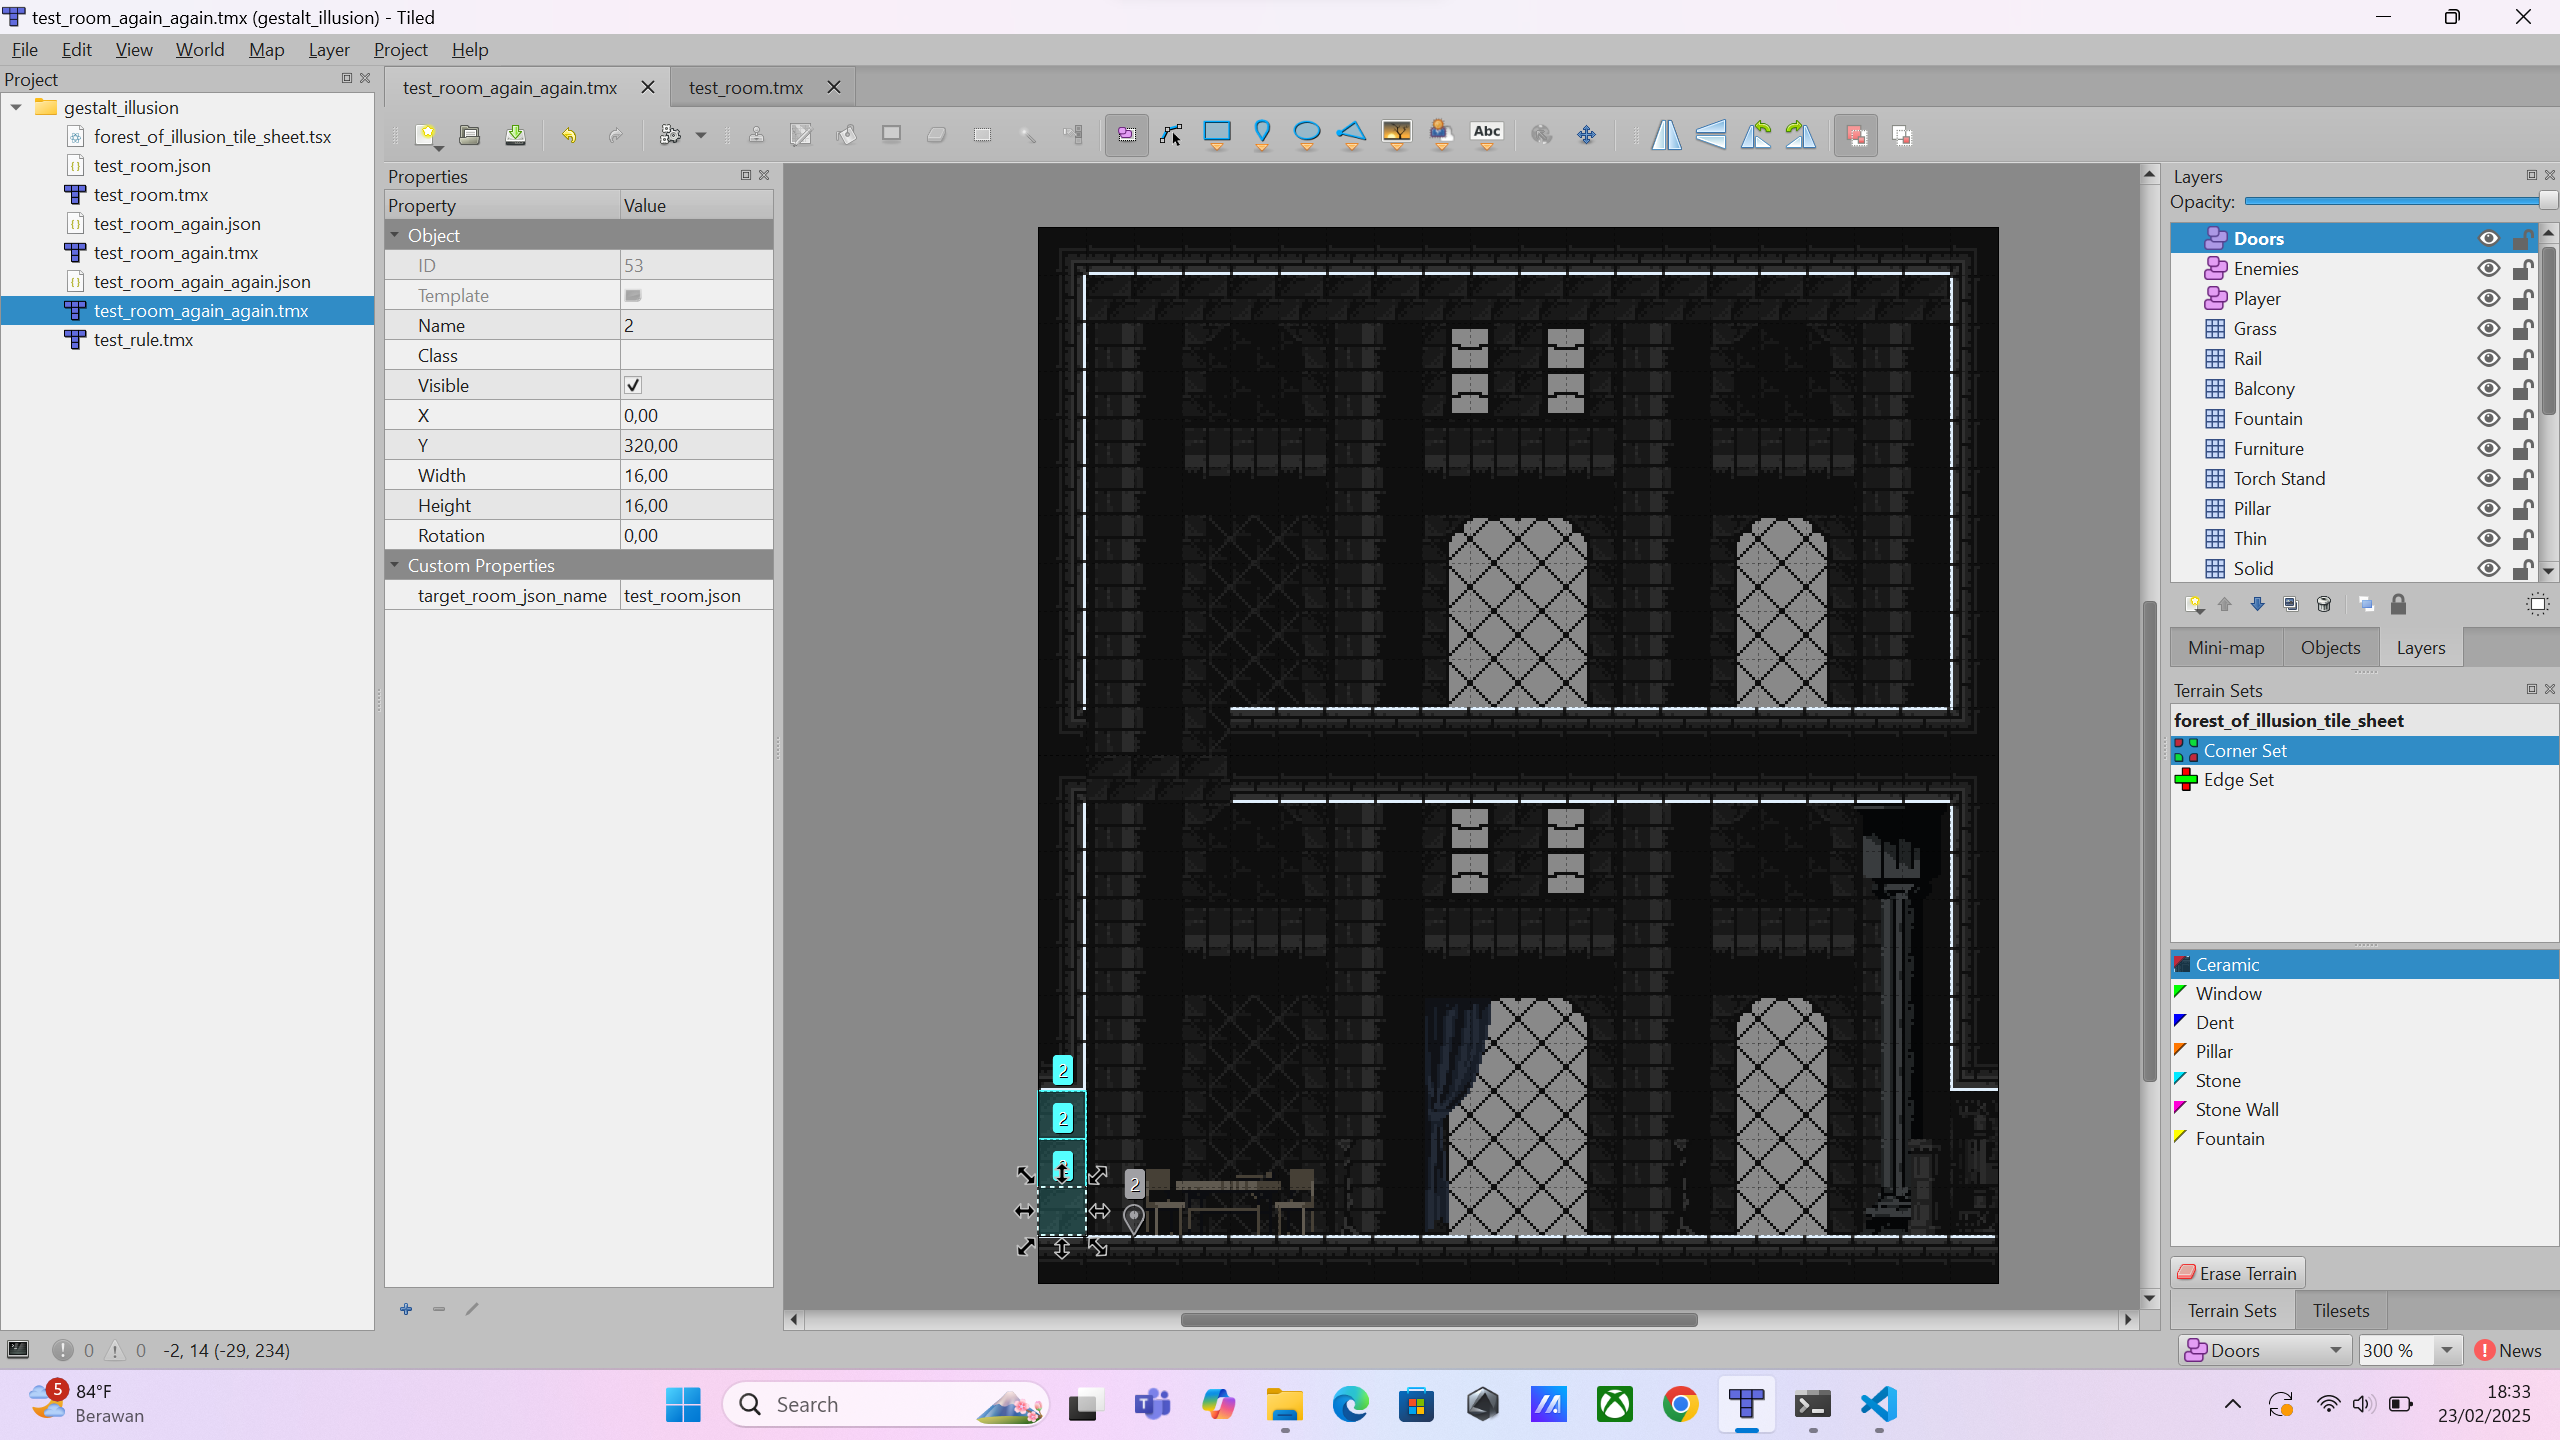 test_room_again_again.tmx (gestalt_illusion) - Tiled
File Edit View World Map Layer Project Help
Project
gestalt_illusion
forest_of_illusion_tile_sheet.tsx
test_room.json
test_room.tmx
test_room_again.json
test_room_again.tmx
test_room_again_again.json
test_room_again_again.tmx
test_rule.tmx
test_room_again_again.tmx
test_room.tmx
Abc
Properties
Property Value
Object
ID 53
Template
Name 2
Class
Visible
X 0,00
Y 320,00
Width 16,00
Height 16,00
Rotation 0,00
Custom Properties
target_room_json_name test_room.json
2
2
2
Layers
Opacity:
Doors
Enemies
Player
Grass
Rail
Balcony
Fountain
Furniture
Torch Stand
Pillar
Thin
Solid
Mini-map Objects Layers
Terrain Sets
forest_of_illusion_tile_sheet
Corner Set
Edge Set
Ceramic
Window
Dent
Pillar
Stone
Stone Wall
Fountain
Erase Terrain
Terrain Sets Tilesets
0 0 -2, 14 (-29, 234)
Doors 300 % News
5
84°F
Berawan
Search
18:33
23/02/2025